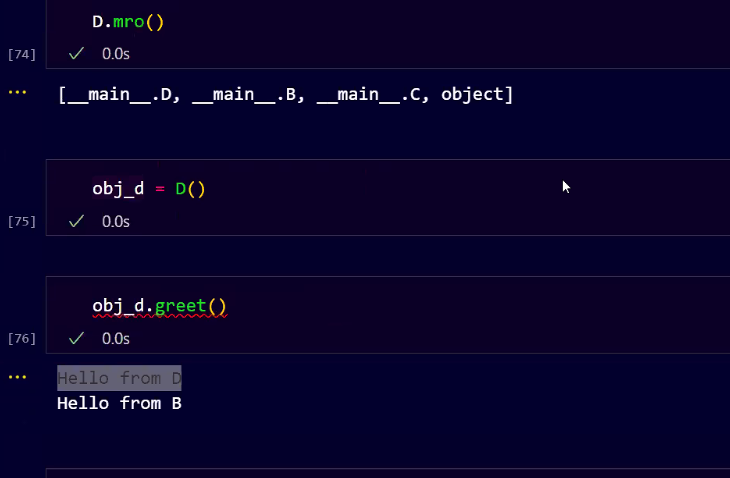 D.mro()
[74]
0.0s
[__main__.D, __main__.B, __main__.C, object]
obj_d = D()
[75]
0.0s
obj_d.greet()
[76]
0.0s
Hello from D
Hello from B